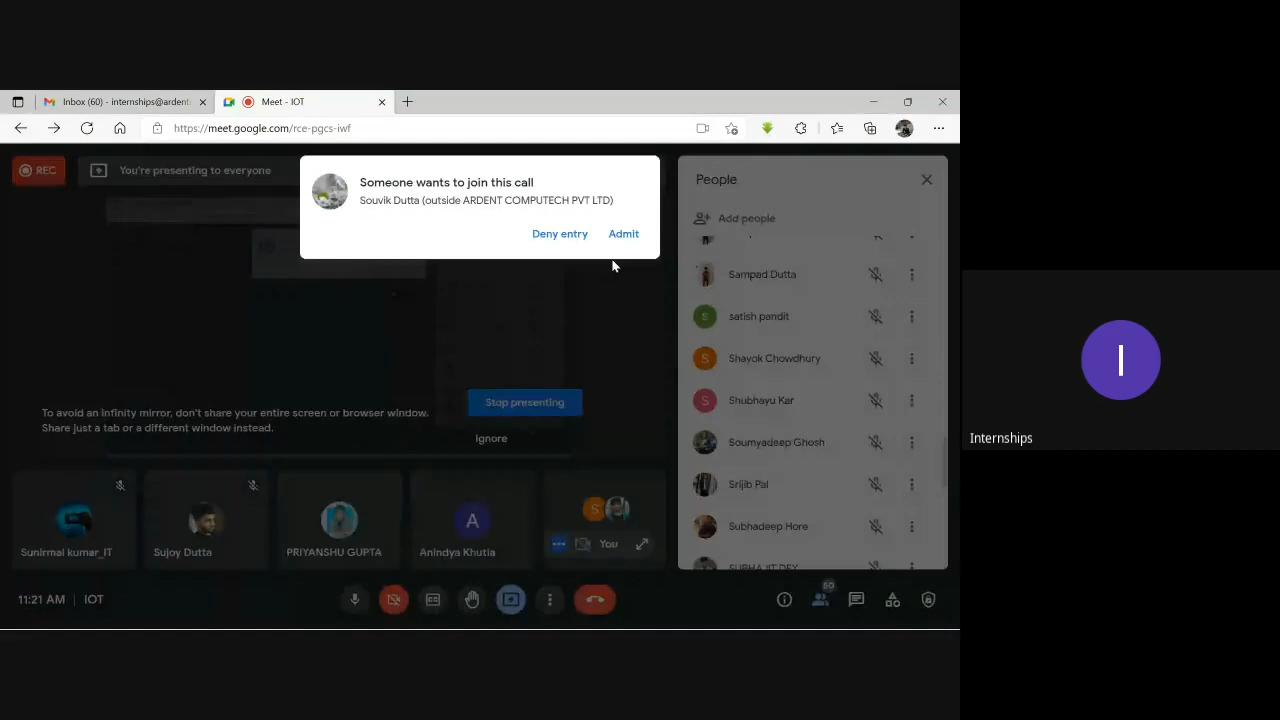 Inbox (60) - internships@ardent
Meet - IOT
https://meet.google.com/rce-pgcs-iwf
REC
You're presenting to everyone
Someone wants to join this call
Souvik Dutta (outside ARDENT COMPUTECH PVT LTD)
Deny entry
Admit
To avoid an infinity mirror, don't share your entire screen or browser window.
Share just a tab or a different window instead.
Stop presenting
Ignore
People
Add people
Sampad Dutta
S
satish pandit
S
Shayok Chowdhury
S
Shubhayu Kar
Soumyadeep Ghosh
Srijib Pal
Subhadeep Hore
SUBHAJIT DEY
Sunirmal kumar_IT
Sujoy Dutta
PRIYANSHU GUPTA
A
Anindya Khutia
S
You
11:21 AM | IOT
60
I
Internships